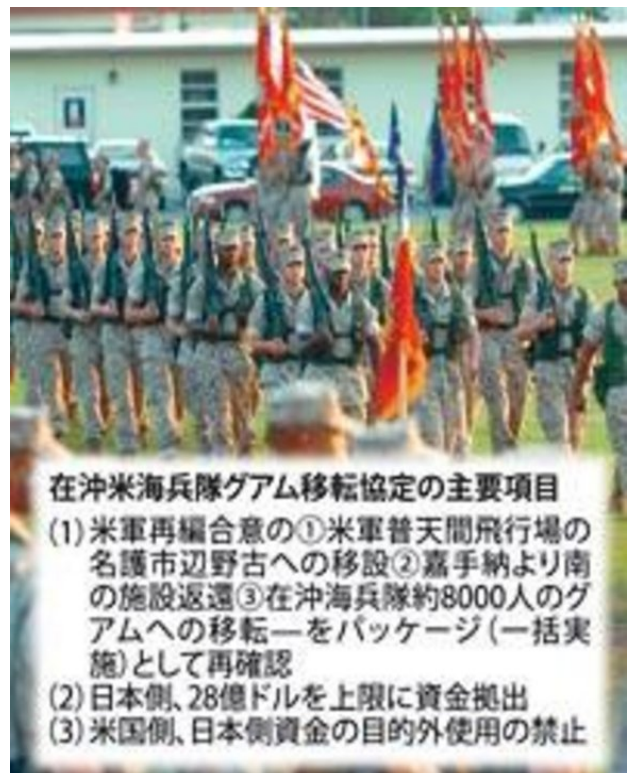 在沖米海兵隊グアム移転協定の主要項目
(1)米軍再編合意の①米軍普天間飛行場の
名護市辺野古への移設②嘉手納より南
の施設返還③在沖海兵隊約8000人のグ
アムへの移転―をパッケージ(一括実
施)として再確認
(2)日本側、28億ドルを上限に資金拠出
(3)米国側、日本側資金の目的外使用の禁止